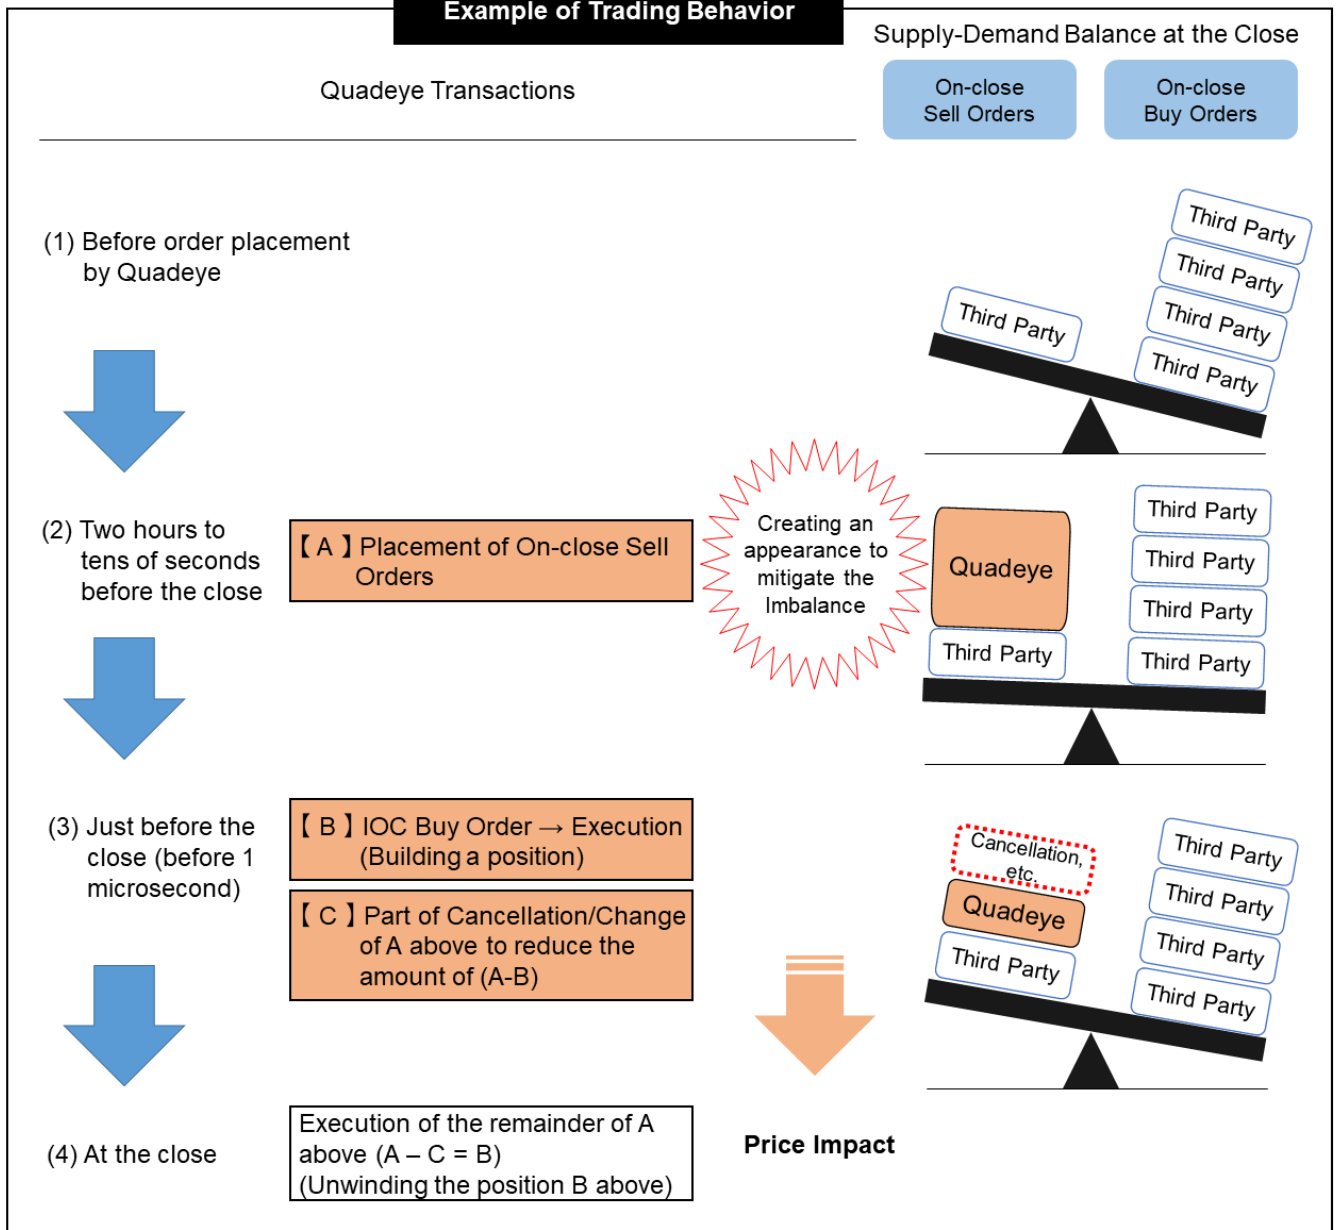 Example of Trading Behavior
Supply-Demand Balance at the Close
Quadeye Transactions
On-close
Sell Orders
On-close
Buy Orders
(1) Before order placement
by Quadeye
Third Party
Third Party
Third Party
Third Party
Third Party
(2) Two hours to
tens of seconds
before the close
【 A 】 Placement of On-close Sell
Orders
Creating an
appearance to
mitigate the
Imbalance
Quadeye
Third Party
Third Party
Third Party
Third Party
Third Party
(3) Just before the
close (before 1
microsecond)
【 B 】 IOC Buy Order → Execution
(Building a position)
【 C 】 Part of Cancellation/Change
of A above to reduce the
amount of (A-B)
Cancellation,
etc.
Quadeye
Third Party
Third Party
Third Party
Third Party
Third Party
(4) At the close
Execution of the remainder of A
above (A – C = B)
(Unwinding the position B above)
Price Impact